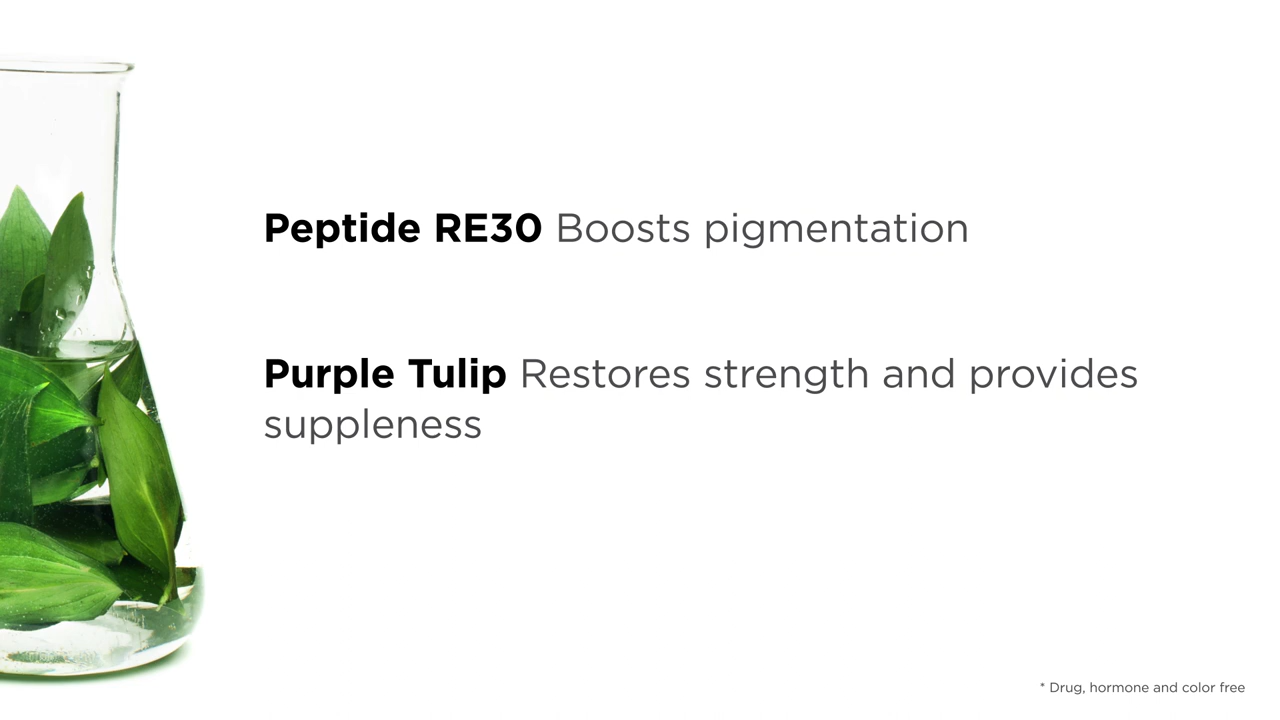 Peptide RE30 Boosts pigmentation
Purple Tulip Restores strength and provides
suppleness
* Drug, hormone and color free